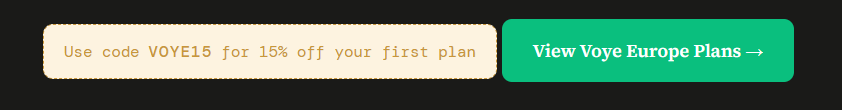 Use code VOYE15 for 15% off your first plan
View Voye Europe Plans →